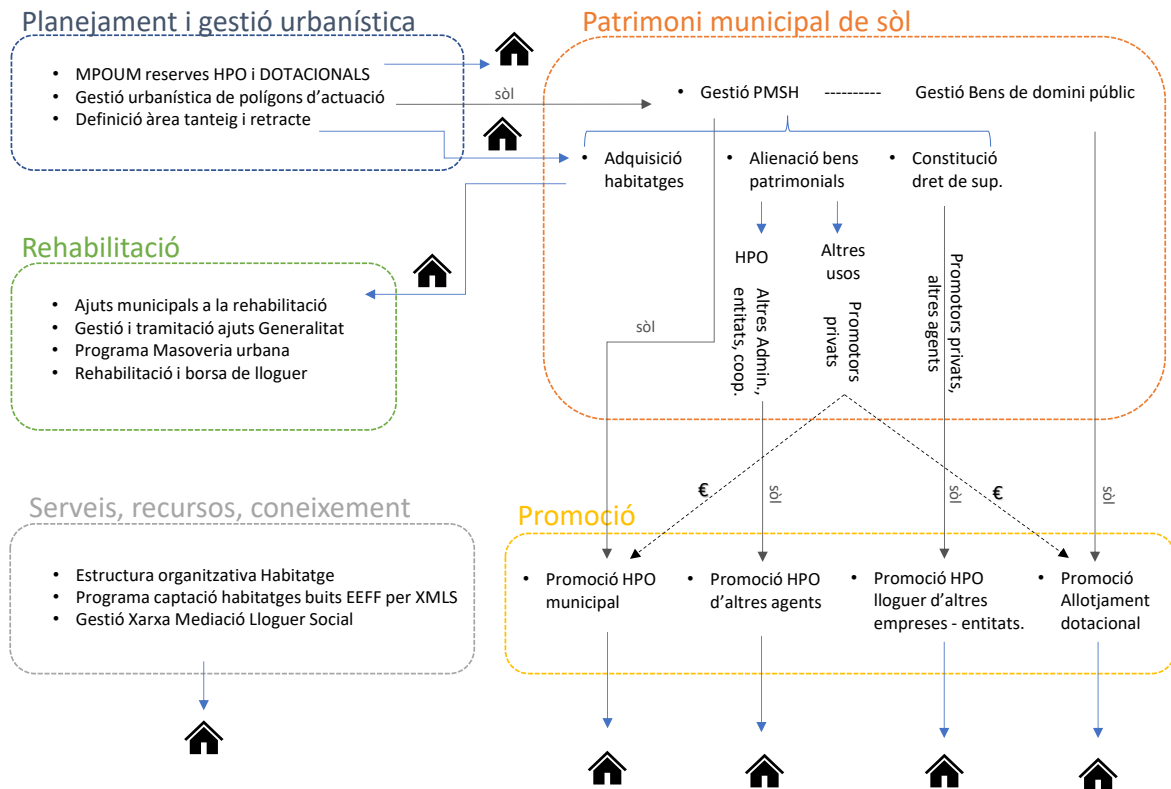 Planejament i gestió urbanística
• MPOUM reserves HPO i DOTACIONALS
• Gestió urbanística de polígons d'actuació
• Definició àrea tanteig i retracte
sòl
Patrimoni municipal de sòl
• Gestió PMSH ---------- Gestió Bens de domini públic
• Adquisició
habitatges
• Alienació bens
patrimonials
• Constitució
dret de sup.
HPO
Altres
usos
Altres Admin.,
entitats, coop.
Promotors
privats
Promotors privats,
altres agents
sòl
Rehabilitació
• Ajuts municipals a la rehabilitació
• Gestió i tramitació ajuts Generalitat
• Programa Masoveria urbana
• Rehabilitació i borsa de lloguer
€
sòl
sòl
€
sòl
Serveis, recursos, coneixement
• Estructura organitzativa Habitatge
• Programa captació habitatges buits EEFF per XMLS
• Gestió Xarxa Mediació Lloguer Social
Promoció
• Promoció HPO
municipal
• Promoció HPO
d'altres agents
• Promoció HPO
lloguer d'altres
empreses - entitats.
• Promoció
Allotjament
dotacional